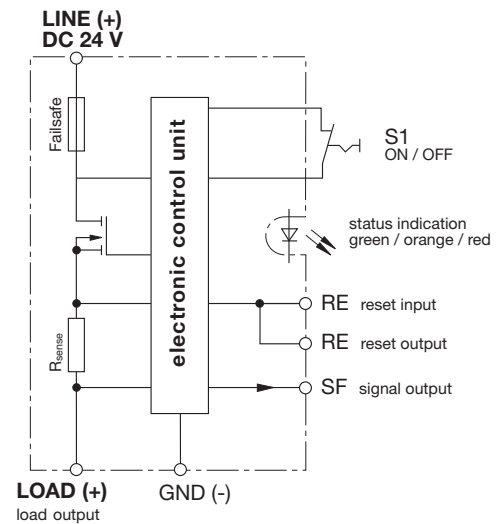 LINE (+)
DC 24 V
Failsafe
electronic control unit
S1
ON / OFF
status indication
green / orange / red
RE reset input
Rsense
RE reset output
SF signal output
LOAD (+)
load output
GND (-)